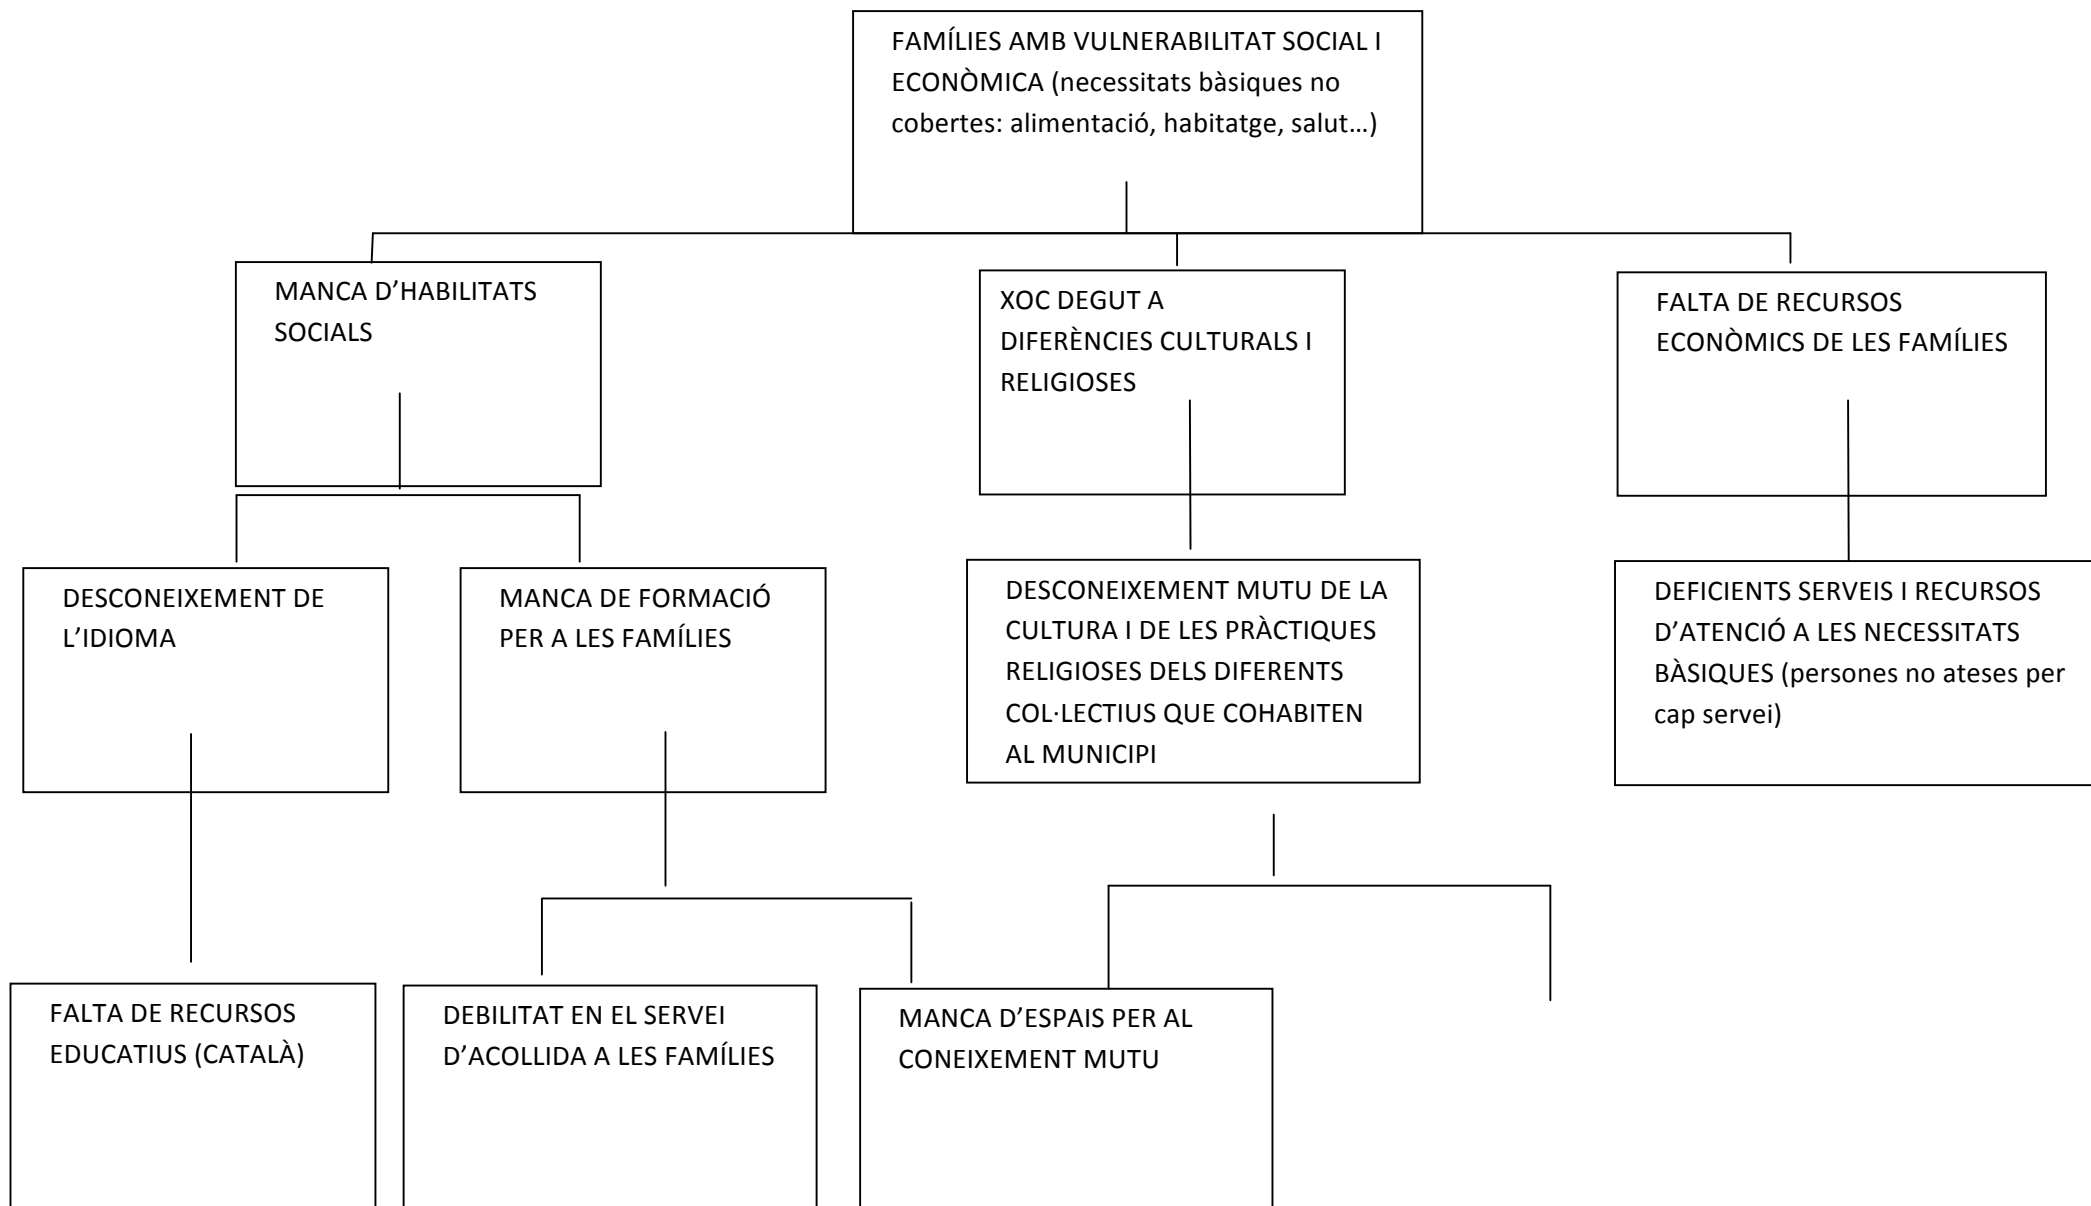 FAMÍLIES AMB VULNERABILITAT SOCIAL I
ECONÒMICA (necessitats bàsiques no
cobertes: alimentació, habitatge, salut…)
MANCA D’HABILITATS
SOCIALS
XOC DEGUT A
DIFERÈNCIES CULTURALS I
RELIGIOSES
FALTA DE RECURSOS
ECONÒMICS DE LES FAMÍLIES
DESCONEIXEMENT DE
L’IDIOMA
MANCA DE FORMACIÓ
PER A LES FAMÍLIES
DESCONEIXEMENT MUTU DE LA
CULTURA I DE LES PRÀCTIQUES
RELIGIOSES DELS DIFERENTS
COL·LECTIUS QUE COHABITEN
AL MUNICIPI
DEFICIENTS SERVEIS I RECURSOS
D’ATENCIÓ A LES NECESSITATS
BÀSIQUES (persones no ateses per
cap servei)
FALTA DE RECURSOS
EDUCATIUS (CATALÀ)
DEBILITAT EN EL SERVEI
D’ACOLLIDA A LES FAMÍLIES
MANCA D’ESPAIS PER AL
CONEIXEMENT MUTU